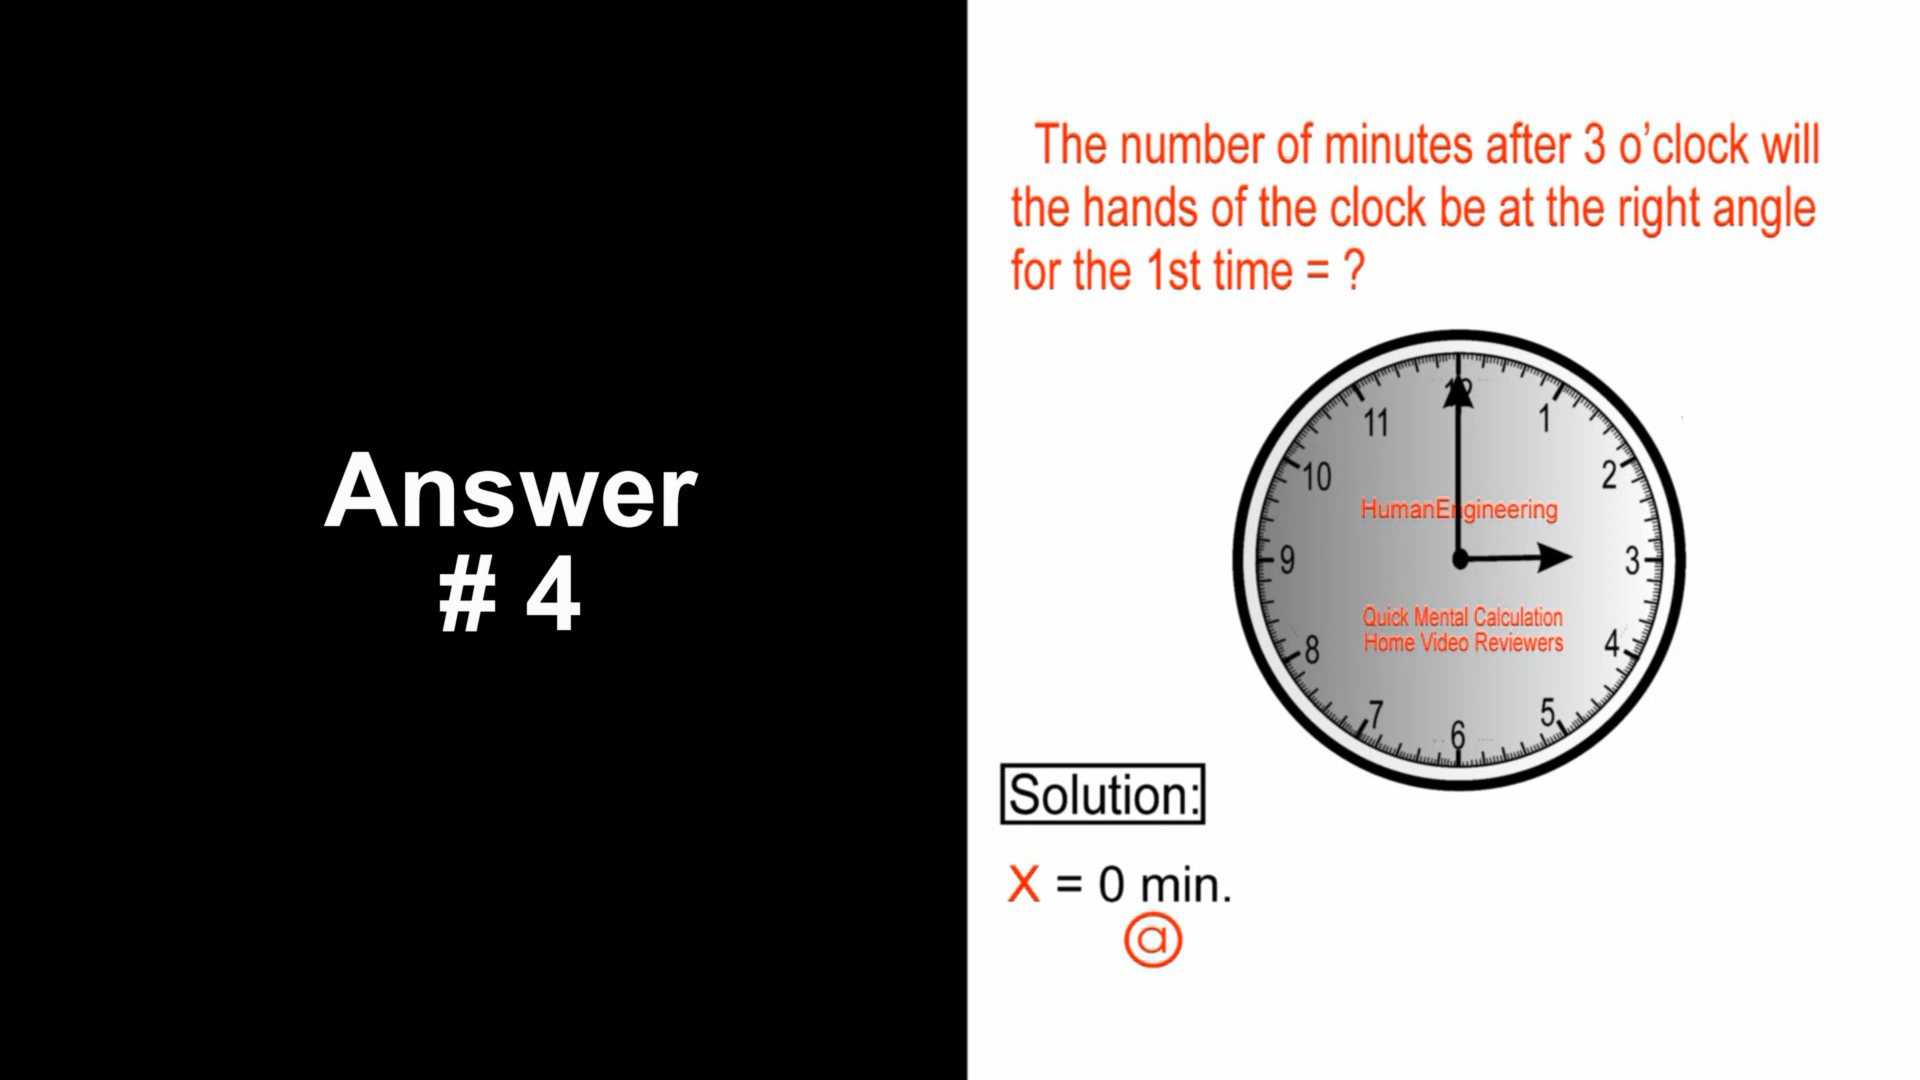 Answer
# 4
The number of minutes after 3 o’clock will
the hands of the clock be at the right angle
for the 1st time = ?
12
11
1
10
2
HumanEngineering
9
3
Quick Mental Calculation
Home Video Reviewers
8
4
7
5
6
Solution:
X = 0 min.
a